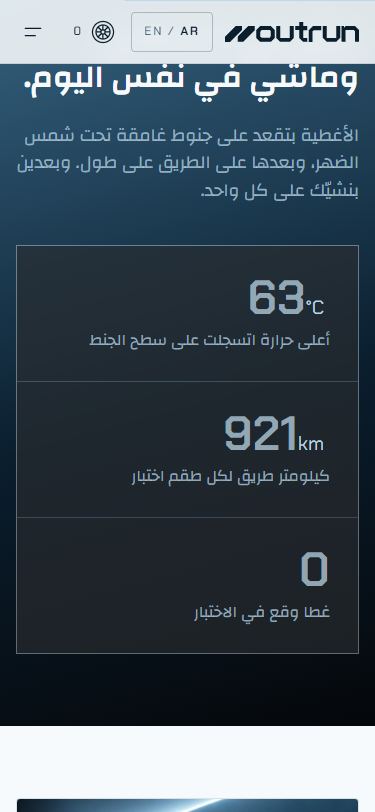 outrun
EN / AR
0
وماشي في نفس اليوم.
الأغطية بتقعد على جنوط غامقة تحت شمس
الضهر، وبعدها على الطريق على طول. وبعدين
بنشيّك على كل واحد.
63°C
أعلى حرارة اتسجلت على سطح الجنط
921km
كيلومتر طريق لكل طقم اختبار
0
غطا وقع في الاختبار